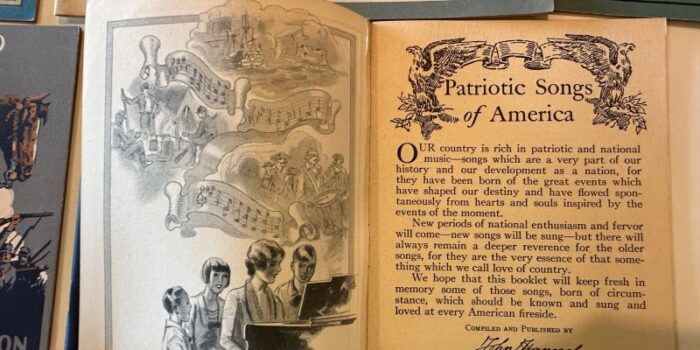 Patriotic Songs
of America
OUR country is rich in patriotic and national
music—songs which are a very part of our
history and our development as a nation, for
they have been born of the great events which
have shaped our destiny and have flowed spon-
taneously from hearts and souls inspired by the
events of the moment.
New periods of national enthusiasm and fervor
will come—new songs will be sung—but there will
always remain a deeper reverence for the older
songs, for they are the very essence of that some-
thing which we call love of country.
We hope that this booklet will keep fresh in
memory some of those songs, born of circum-
stance, which should be known and sung and
loved at every American fireside.
COMPILED AND PUBLISHED BY
John
ON